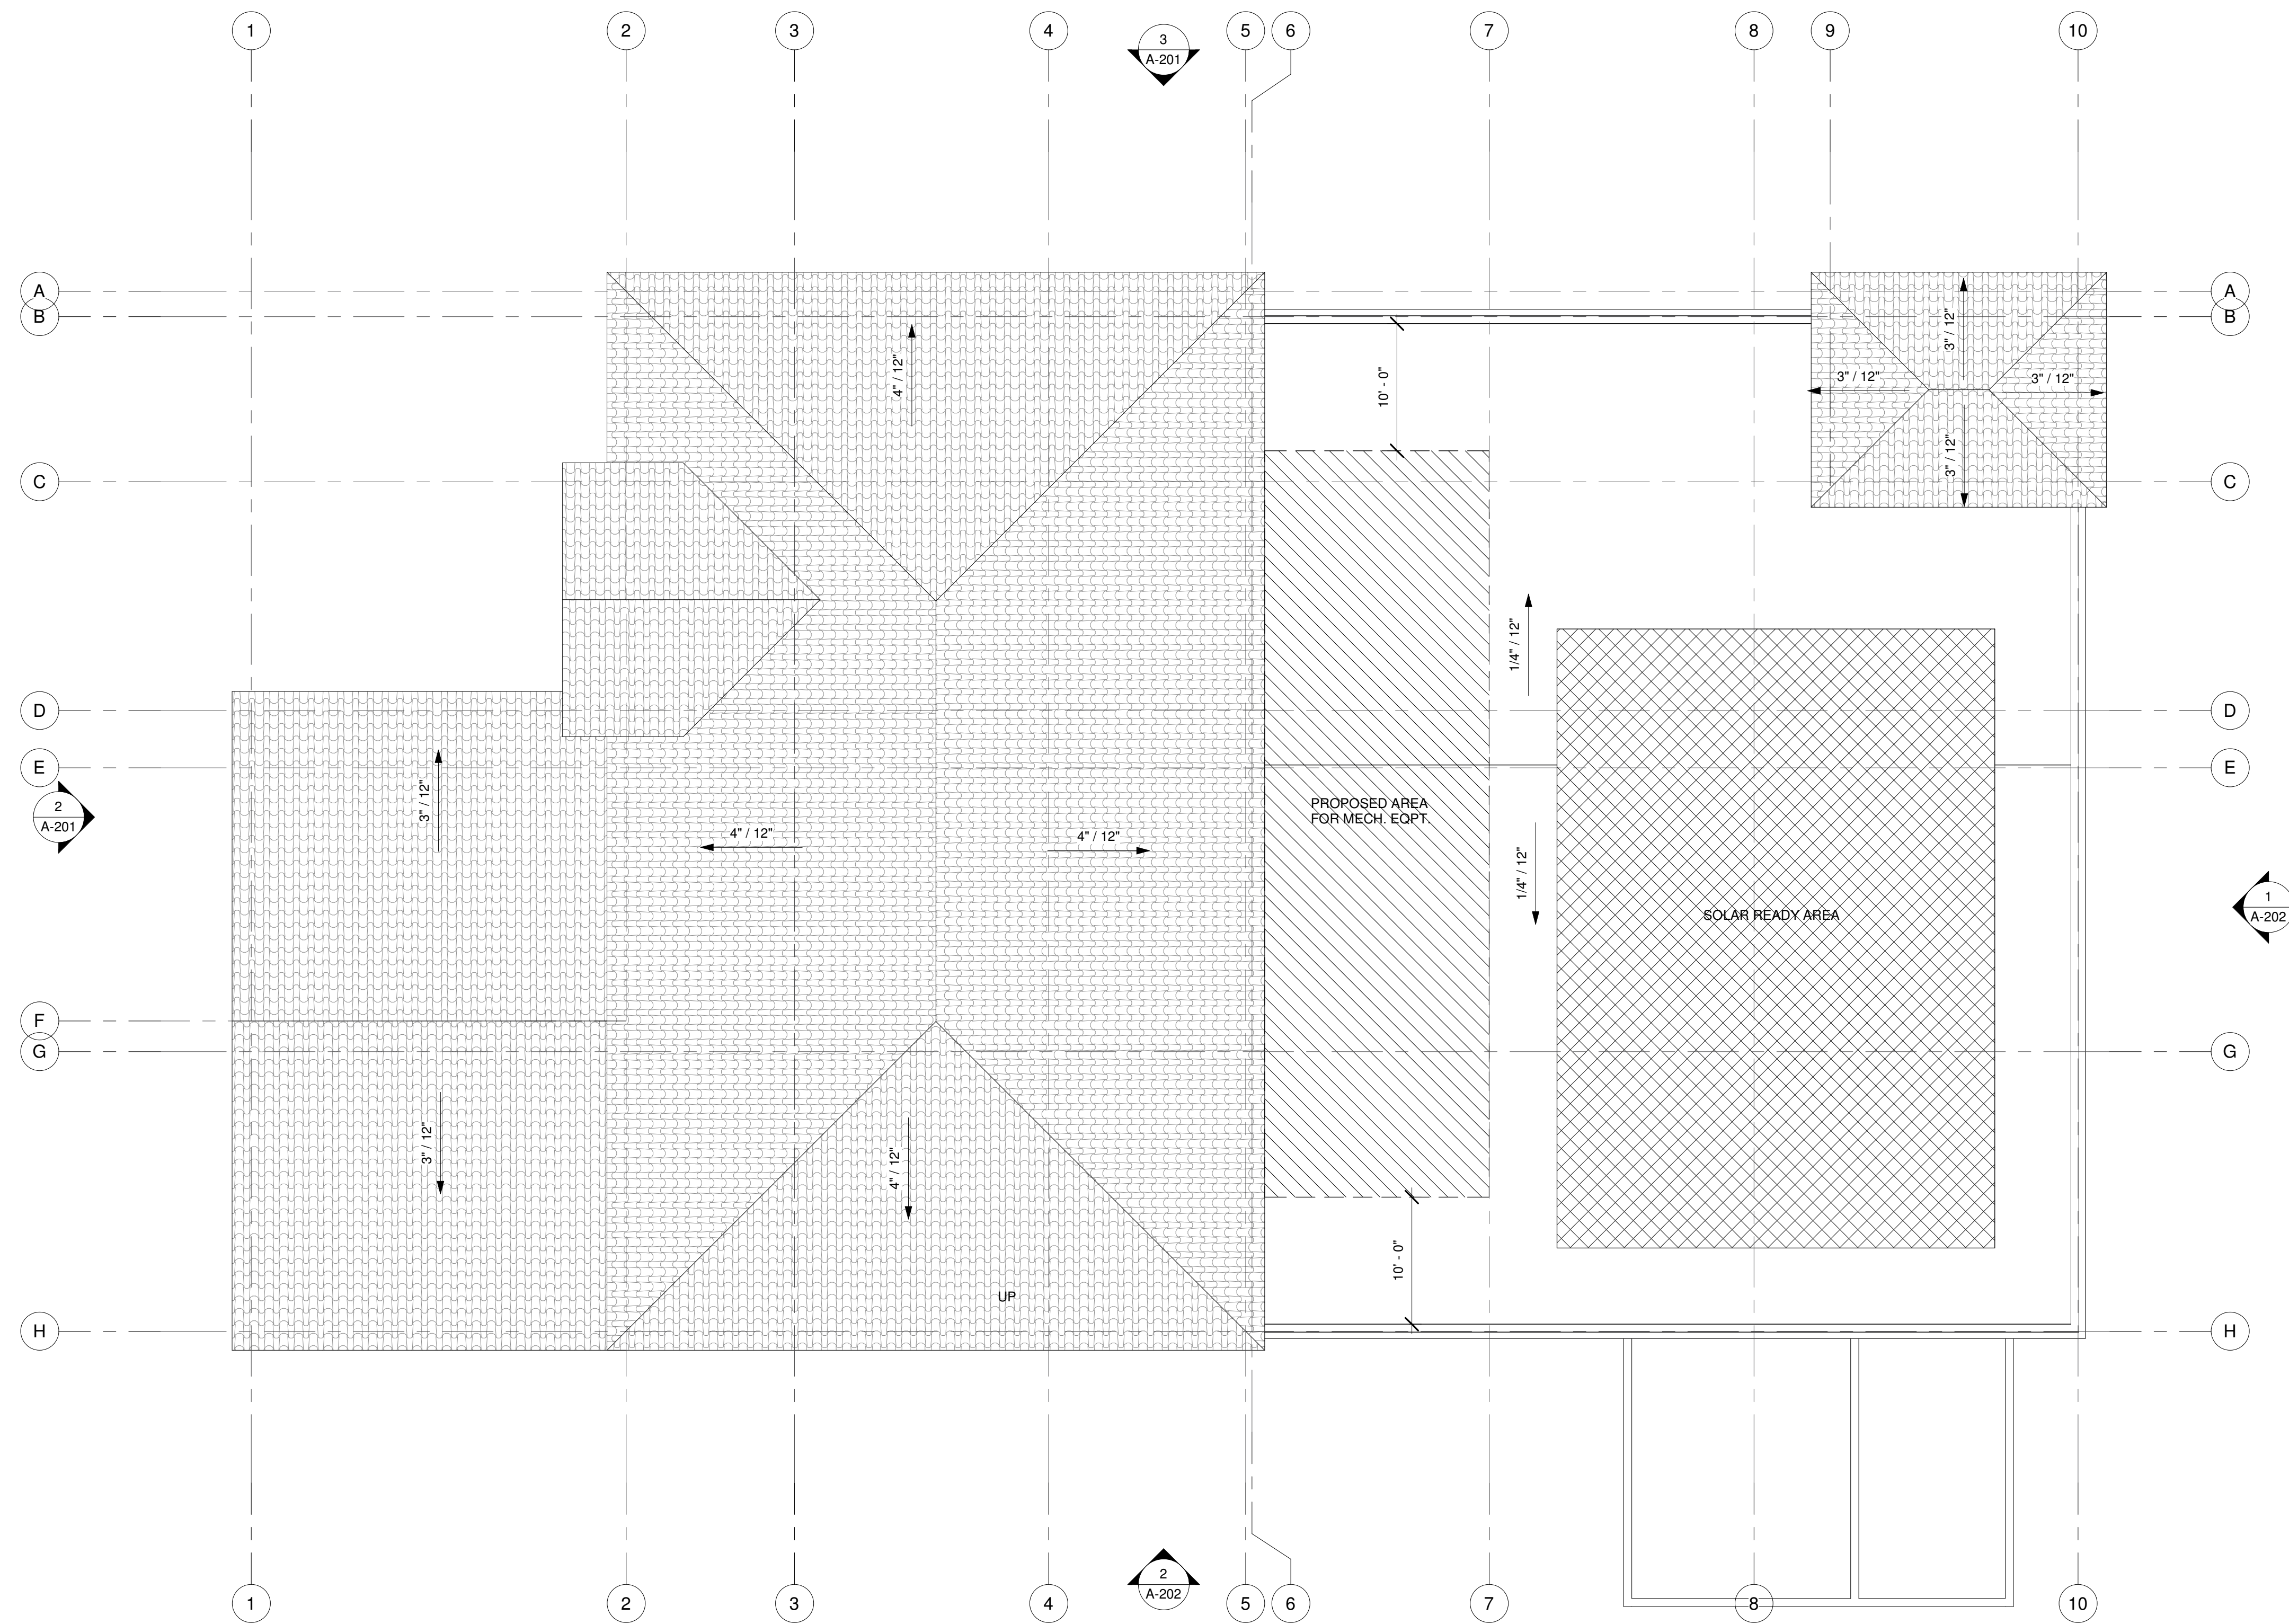 1 2 3 4 5 6 7 8 9 10
3
A-201
A A
B B
3" / 12"
4" / 12"
10' - 0"
3" / 12" 3" / 12"
3" / 12"
C C
1/4" / 12"
D D
E E
3" / 12"
2
A-201
PROPOSED AREA
FOR MECH. EQPT.
4" / 12" 4" / 12"
1/4" / 12"
SOLAR READY AREA
1
A-202
F
G G
3" / 12"
4" / 12"
10' - 0"
UP
H H
2
A-202
1 2 3 4 5 6 7 8 10